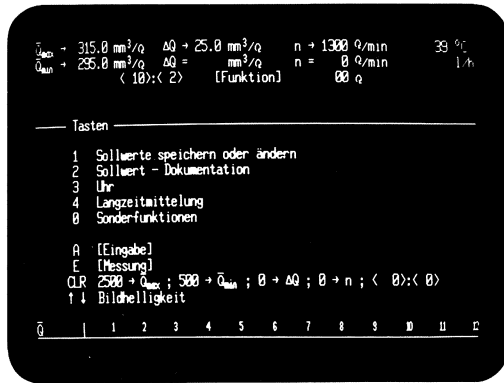 Q̄max → 315.0 mm³/Ω ΔQ → 25.0 mm³/Ω n → 1300 Ω/min 39 °C
Q̄min → 295.0 mm³/Ω ΔQ = mm³/Ω n = 0 Ω/min l/h
< 10>:< 2> [Funktion] 00 Ω
Tasten
1 Sollwerte speichern oder ändern
2 Sollwert - Dokumentation
3 Uhr
4 Langzeitmittelung
0 Sonderfunktionen
A [Eingabe]
E [Messung]
CLR 2500 → Q̄max ; 500 → Q̄min ; 0 → ΔQ ; 0 → n ; < 0>:< 0>
↑ ↓ Bildhelligkeit
Q̄ 1 2 3 4 5 6 7 8 9 10 11 12